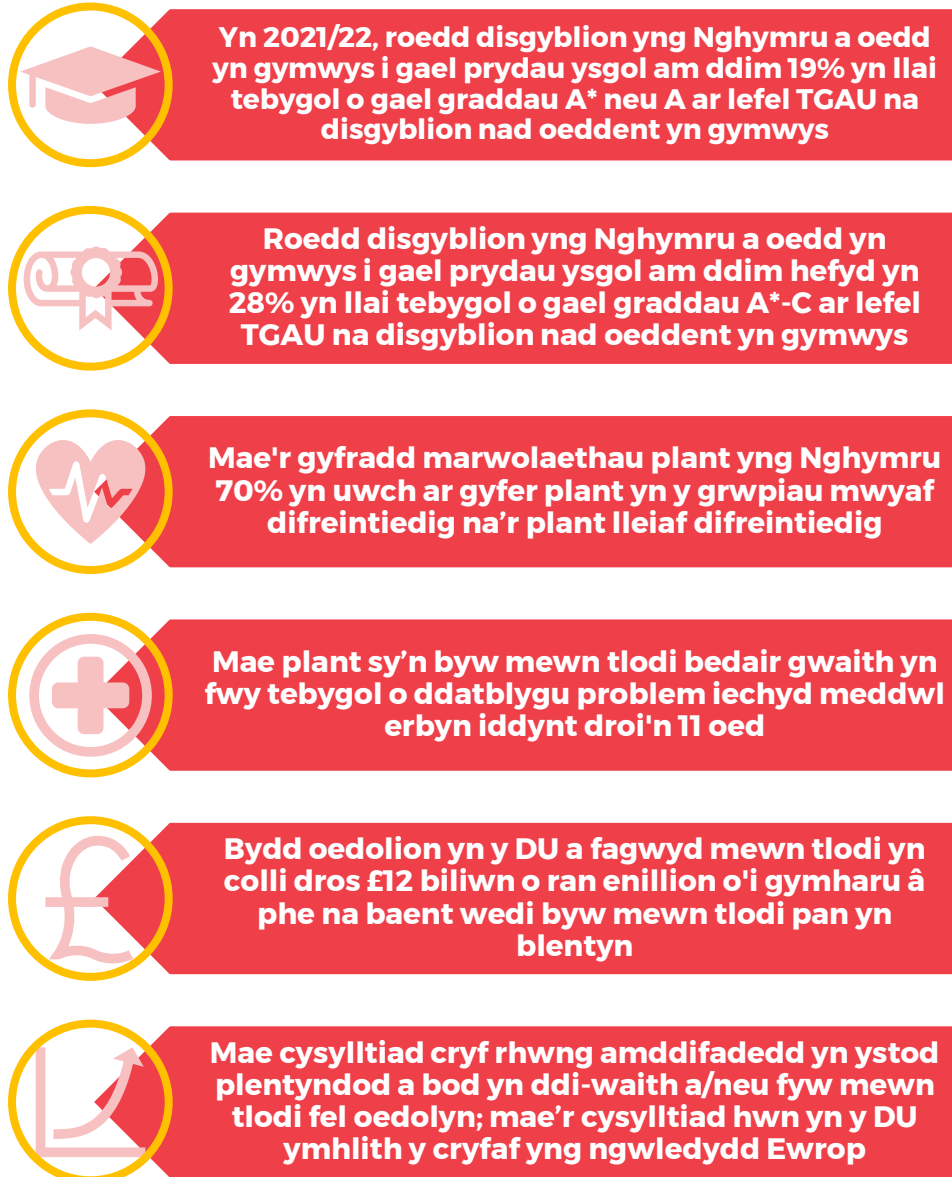 Yn 2021/22, roedd disgyblion yng Nghymru a oedd
yn gymwys i gael prydau ysgol am ddim 19% yn llai
tebygol o gael graddau A* neu A ar lefel TGAU na
disgyblion nad oeddent yn gymwys
Roedd disgyblion yng Nghymru a oedd yn
gymwys i gael prydau ysgol am ddim hefyd yn
28% yn llai tebygol o gael graddau A*-C ar lefel
TGAU na disgyblion nad oeddent yn gymwys
Mae'r gyfradd marwolaethau plant yng Nghymru
70% yn uwch ar gyfer plant yn y grwpiau mwyaf
difreintiedig na’r plant lleiaf difreintiedig
Mae plant sy’n byw mewn tlodi bedair gwaith yn
fwy tebygol o ddatblygu problem iechyd meddwl
erbyn iddynt droi'n 11 oed
Bydd oedolion yn y DU a fagwyd mewn tlodi yn
colli dros £12 biliwn o ran enillion o'i gymharu â
phe na baent wedi byw mewn tlodi pan yn
blentyn
Mae cysylltiad cryf rhwng amddifadedd yn ystod
plentyndod a bod yn ddi-waith a/neu fyw mewn
tlodi fel oedolyn; mae’r cysylltiad hwn yn y DU
ymhlith y cryfaf yng ngwledydd Ewrop